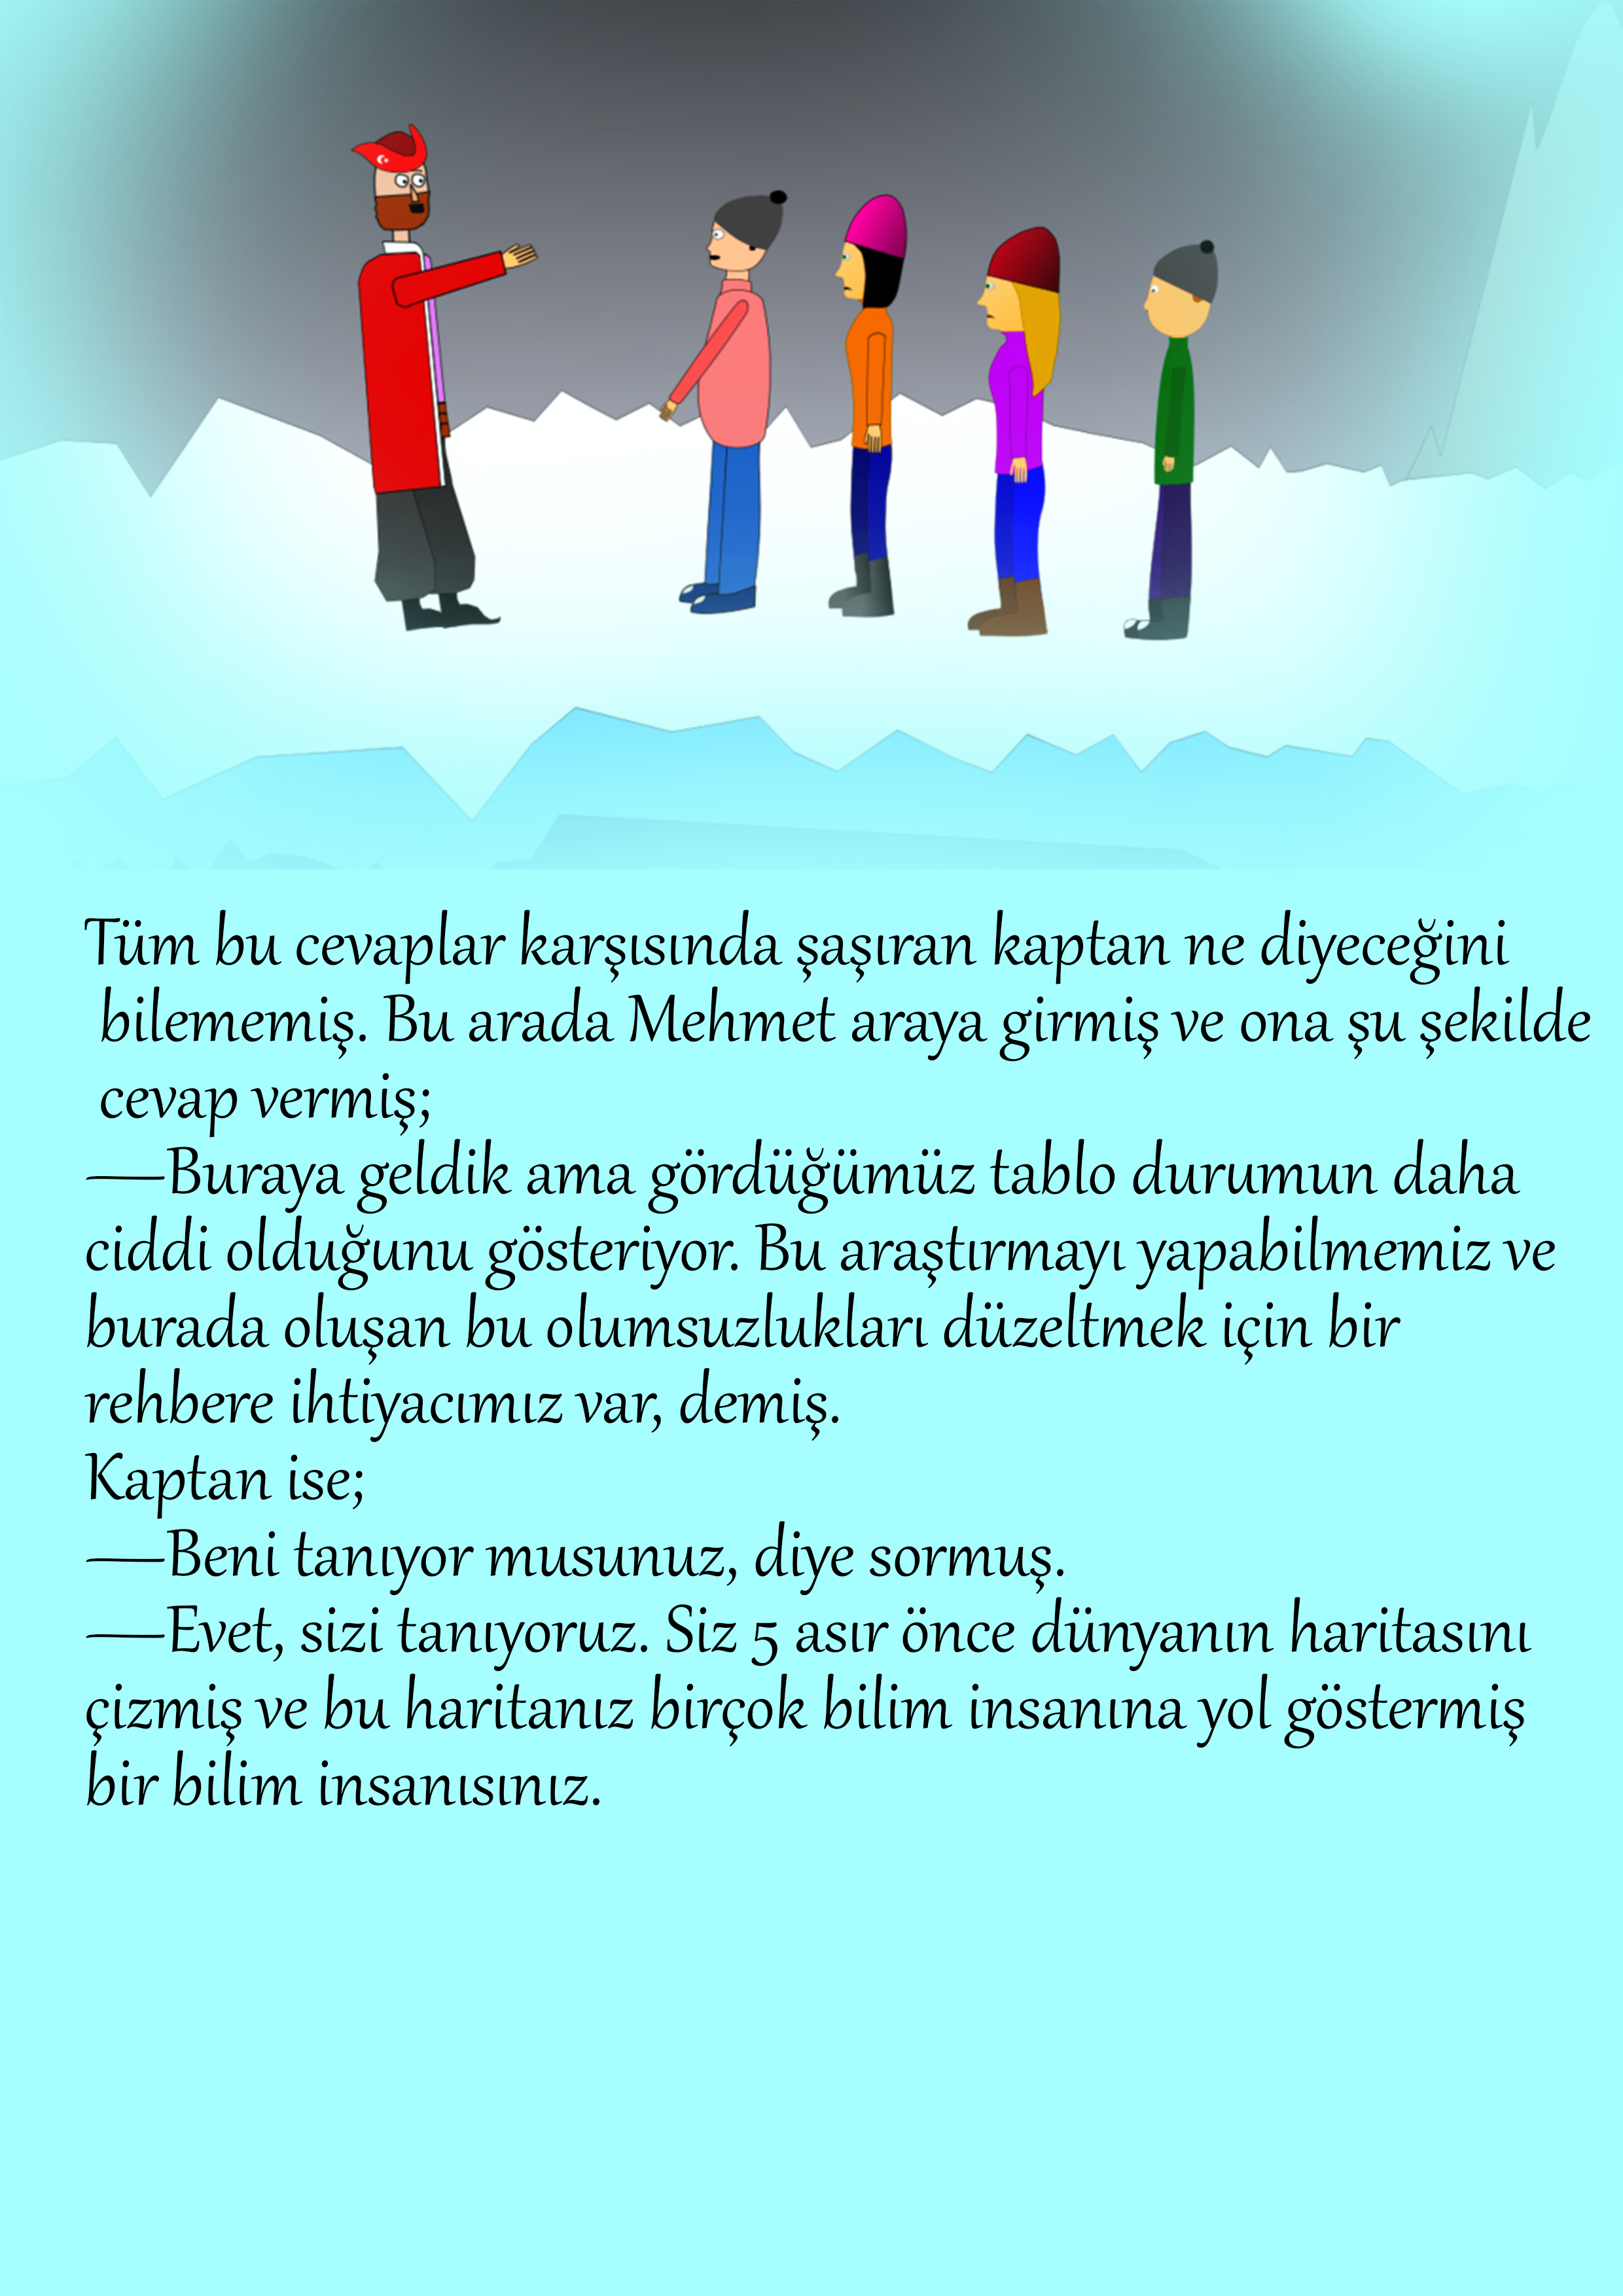 Tüm bu cevaplar karşısında şaşıran kaptan ne diyeceğini
bilememiş. Bu arada Mehmet araya girmiş ve ona şu şekilde
cevap vermiş;
—Buraya geldik ama gördüğümüz tablo durumun daha
ciddi olduğunu gösteriyor. Bu araştırmayı yapabilmemiz ve
burada oluşan bu olumsuzlukları düzeltmek için bir
rehbere ihtiyacımız var, demiş.
Kaptan ise;
—Beni tanıyor musunuz, diye sormuş.
—Evet, sizi tanıyoruz. Siz 5 asır önce dünyanın haritasını
çizmiş ve bu haritanız birçok bilim insanına yol göstermiş
bir bilim insanısınız.